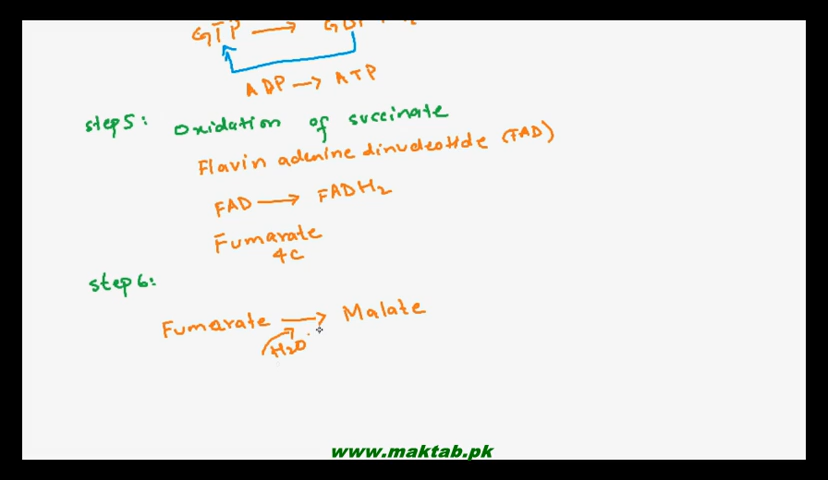 GTP → GDP
ADP → ATP
step5: Oxidation of succinate
Flavin adenine dinucleotide (FAD)
FAD → FADH2
Fumarate
4C
step6:
Fumarate → Malate
H2O
www.maktab.pk